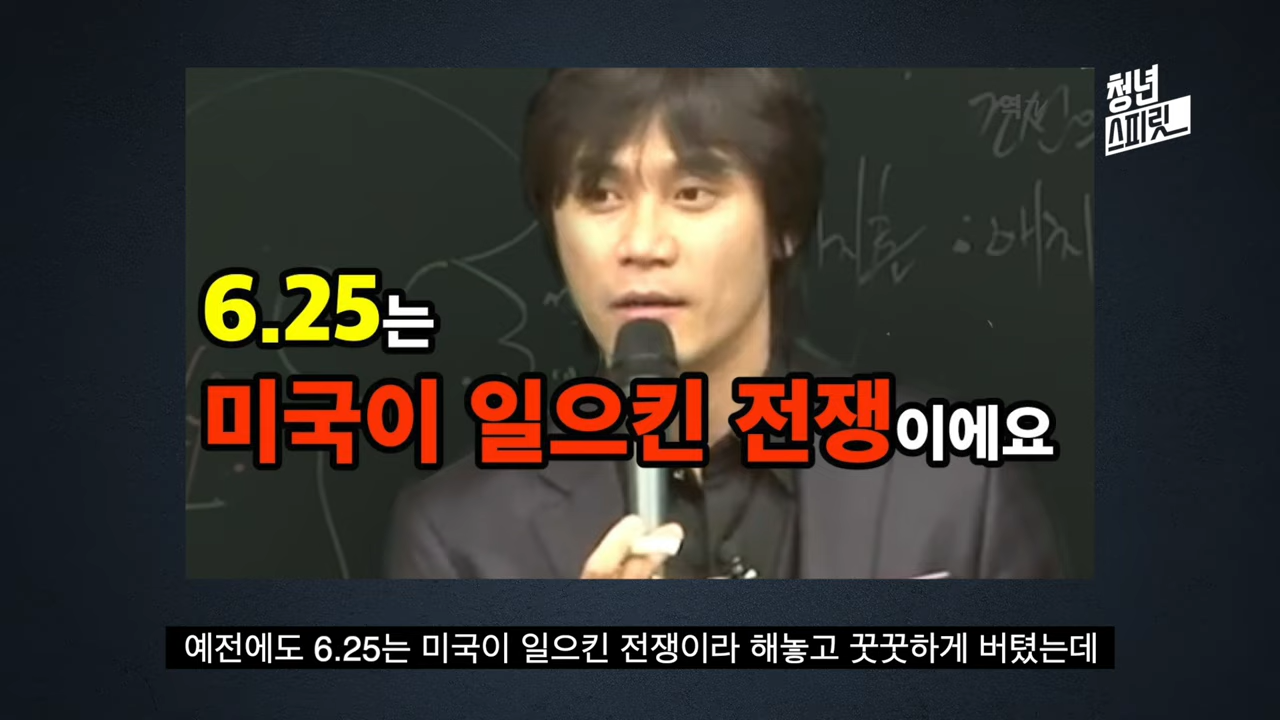 청년
스피릿
6.25는
미국이 일으킨 전쟁이에요
예전에도 6.25는 미국이 일으킨 전쟁이라 해놓고 꿋꿋하게 버텼는데